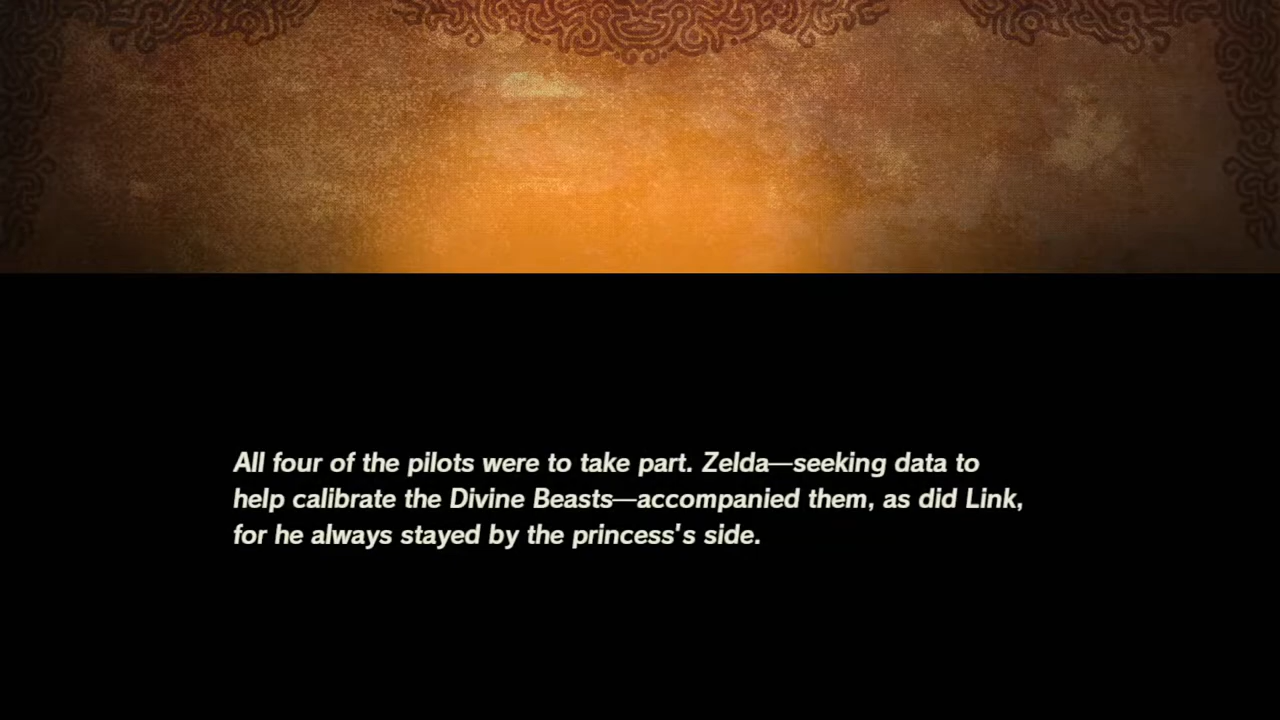 All four of the pilots were to take part. Zelda—seeking data to
help calibrate the Divine Beasts—accompanied them, as did Link,
for he always stayed by the princess's side.